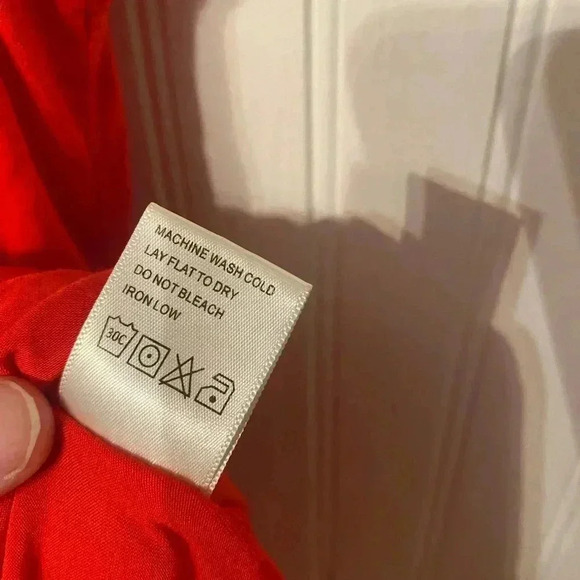 MACHINE WASH COLD
LAY FLAT TO DRY
DO NOT BLEACH
IRON LOW
30C